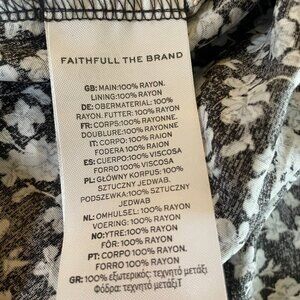 FAITHFULL THE BRAND
GB: MAIN:100% RAYON.
LINING:100% RAYON
DE: OBERMATERIAL: 100%
RAYON. FUTTER: 100% RAYON
FR: CORPS:100% RAYONNE.
DOUBLURE:100% RAYONNE
IT: CORPO:100% RAION
FODERA 100% RAION
ES: CUERPO:100% VISCOSA
FORRO 100% VISCOSA
PL: GŁÓWNY KORPUS: 100%
SZTUCZNY JEDWAB.
PODSZEWKA:100% SZTUCZNY
JEDWAB
NL: OMHULSEL: 100% RAYON
VOERING: 100% RAYON
NO:YTRE: 100% RAYON
FÔR: 100% RAYON
PT: CORPO 100% RAYON.
FORRO 100% RAYON
GR: 100% εξωτερικός: τεχνητό μετάξι
Φόδρα: τεχνητό μετάξι 1